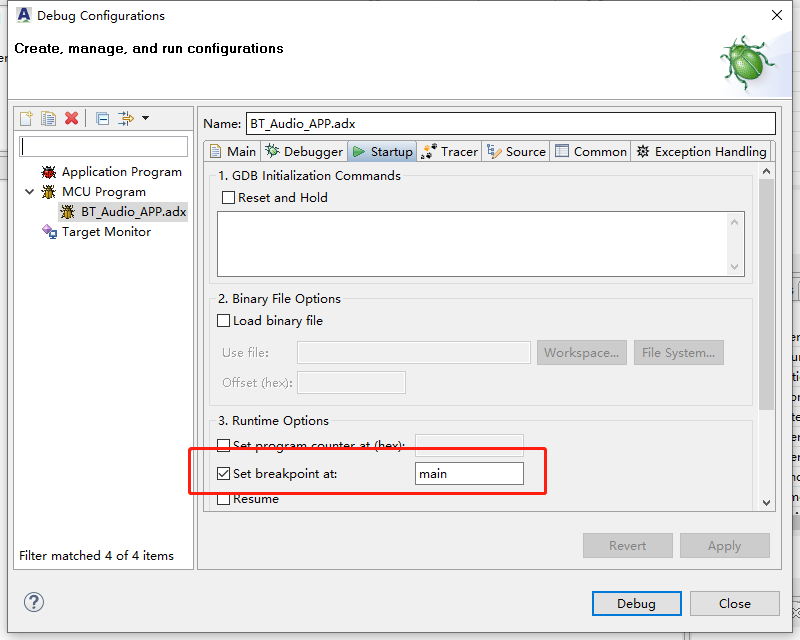 Debug Configurations
Create, manage, and run configurations
Name: BT_Audio_APP.adx
Main Debugger Startup Tracer Source Common Exception Handling
Application Program
MCU Program
BT_Audio_APP.adx
Target Monitor
Filter matched 4 of 4 items
1. GDB Initialization Commands
Reset and Hold
2. Binary File Options
Load binary file
Use file: Workspace... File System...
Offset (hex):
3. Runtime Options
Set program counter at (hex):
Set breakpoint at: main
Resume
Revert Apply
Debug Close